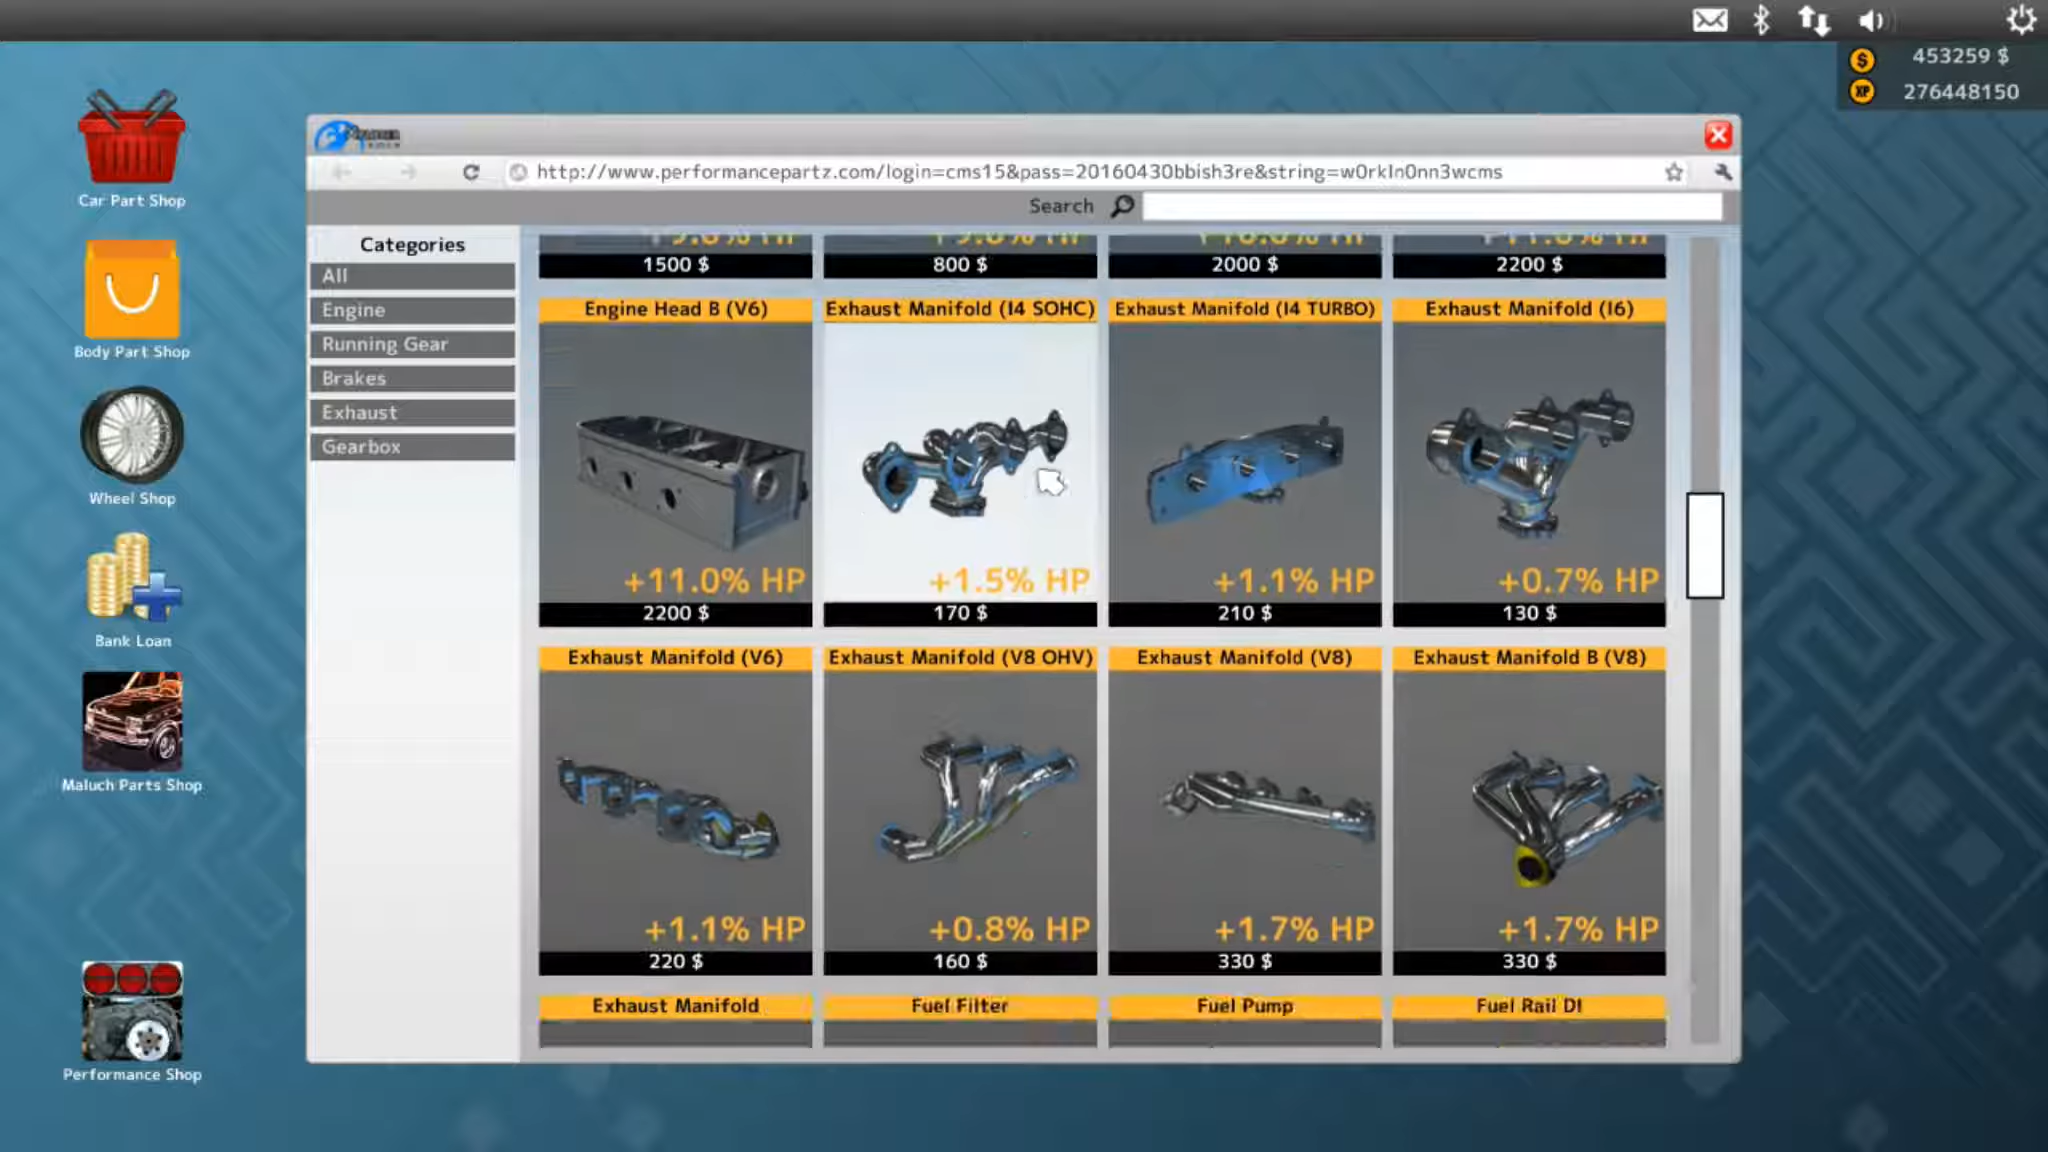 453259 $
XP 276448150
http://www.performancepartz.com/login=cms15&pass=20160430bbish3re&string=w0rkIn0nn3wcms
Search
Car Part Shop
Body Part Shop
Wheel Shop
Bank Loan
Maluch Parts Shop
Performance Shop
Categories
All
Engine
Running Gear
Brakes
Exhaust
Gearbox
1500 $ 800 $ 2000 $ 2200 $
Engine Head B (V6) Exhaust Manifold (I4 SOHC) Exhaust Manifold (I4 TURBO) Exhaust Manifold (I6)
+11.0% HP +1.5% HP +1.1% HP +0.7% HP
2200 $ 170 $ 210 $ 130 $
Exhaust Manifold (V6) Exhaust Manifold (V8 OHV) Exhaust Manifold (V8) Exhaust Manifold B (V8)
+1.1% HP +0.8% HP +1.7% HP +1.7% HP
220 $ 160 $ 330 $ 330 $
Exhaust Manifold Fuel Filter Fuel Pump Fuel Rail DI